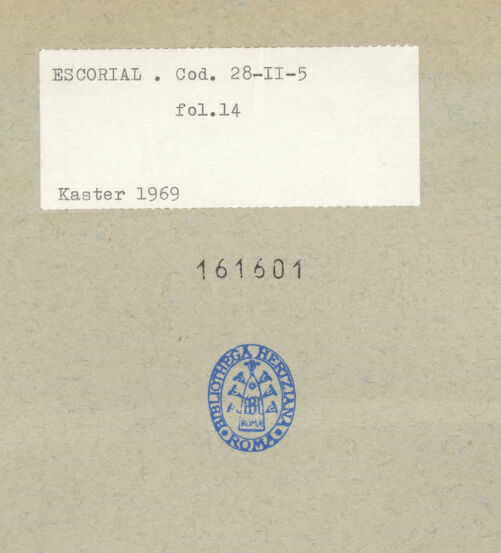 ESCORIAL . Cod. 28-II-5
fol.14
Kaster 1969
161601
BIBLIOTHECA HERTZIANA
ROMA
ROMA